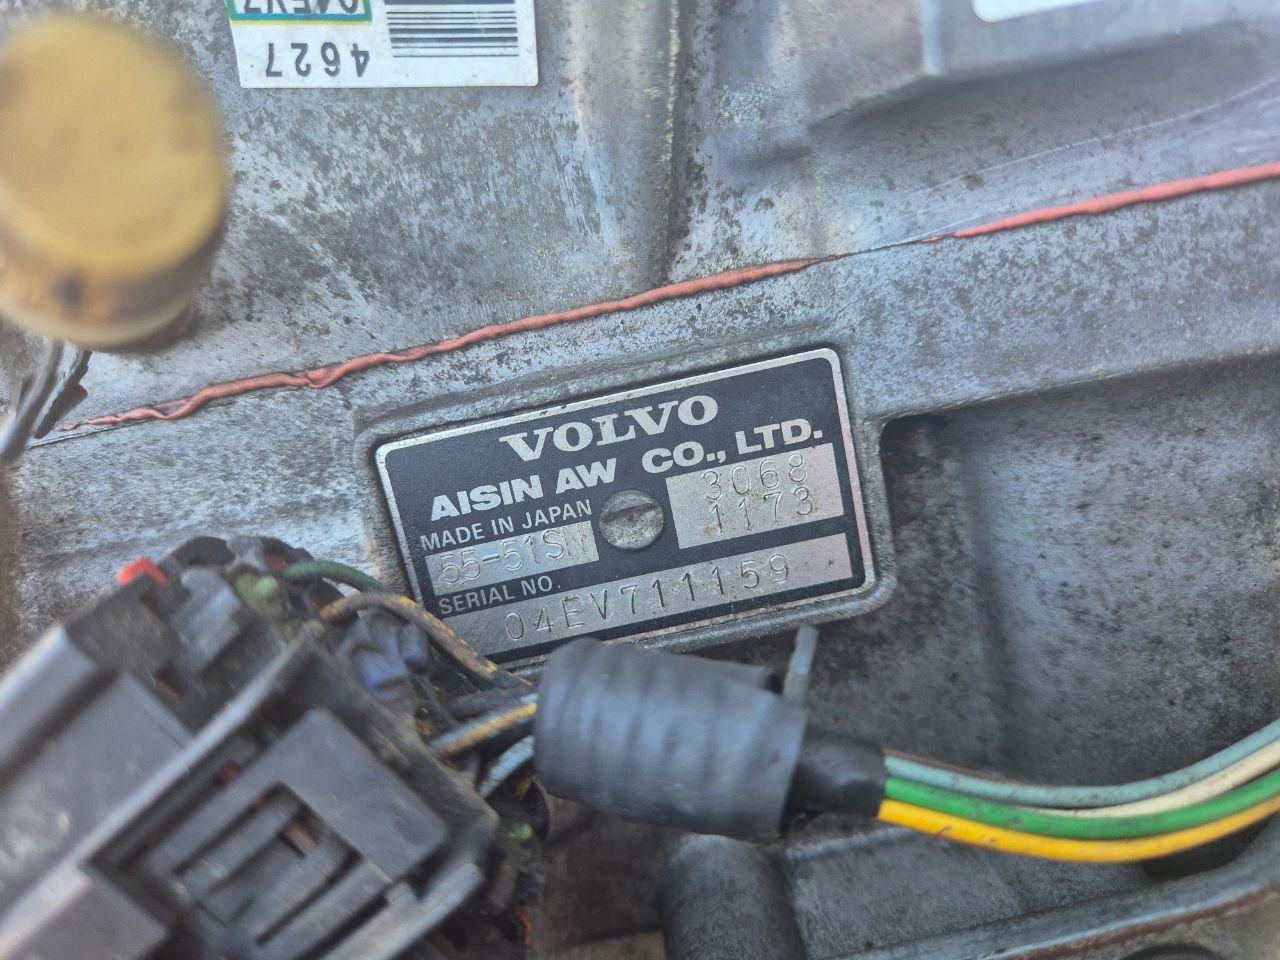 4627
VOLVO
AISIN AW CO., LTD.
MADE IN JAPAN
3068
1173
55-51SN
SERIAL NO.
04EV711159